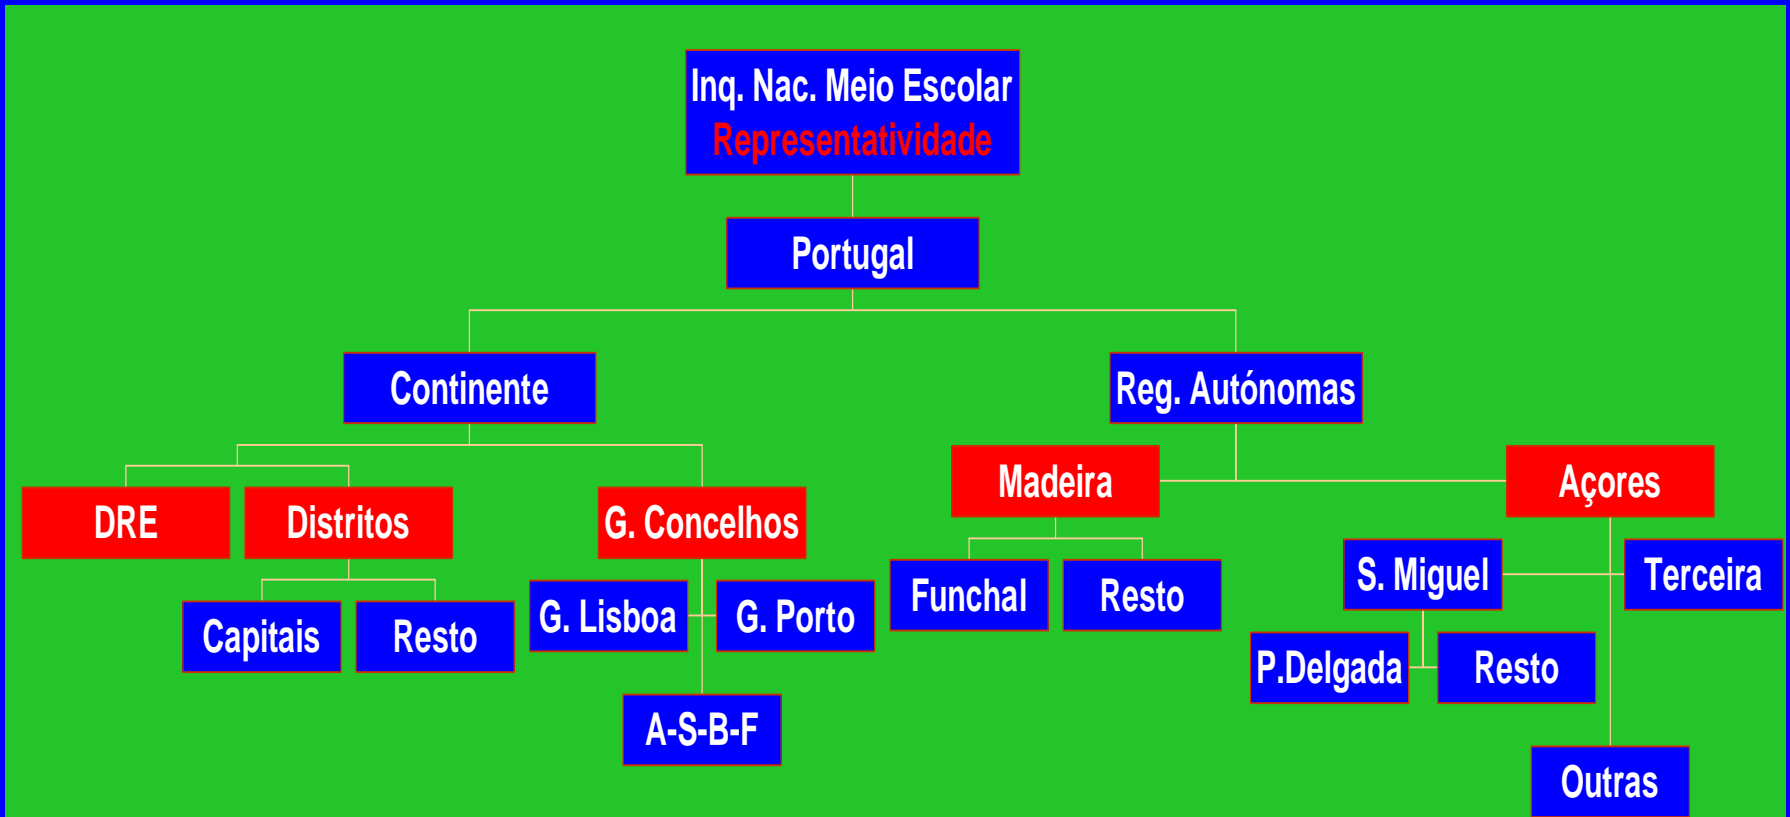 Inq. Nac. Meio Escolar
Representatividade
Portugal
Continente
Reg. Autónomas
DRE
Distritos
G. Concelhos
Madeira
Açores
Capitais
Resto
G. Lisboa
G. Porto
A-S-B-F
Funchal
Resto
S. Miguel
Terceira
P.Delgada
Resto
Outras